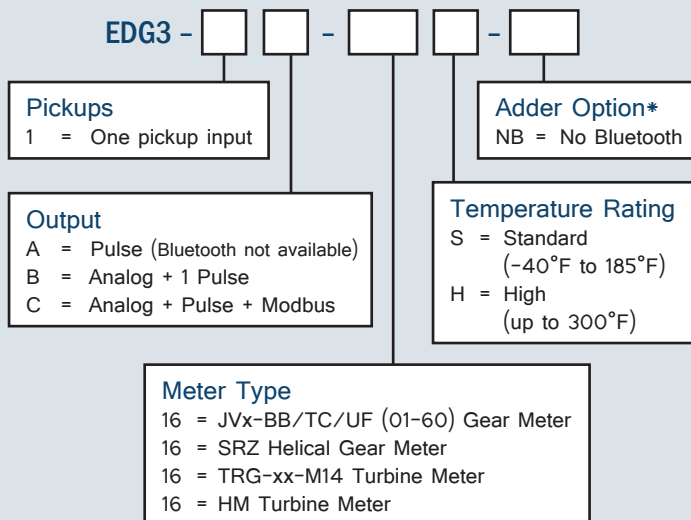 EDG3 – – –
Pickups
1 = One pickup input
Adder Option*
NB = No Bluetooth
Output
A = Pulse (Bluetooth not available)
B = Analog + 1 Pulse
C = Analog + Pulse + Modbus
Temperature Rating
S = Standard
(-40°F to 185°F)
H = High
(up to 300°F)
Meter Type
16 = JVx-BB/TC/UF (01-60) Gear Meter
16 = SRZ Helical Gear Meter
16 = TRG-xx-M14 Turbine Meter
16 = HM Turbine Meter